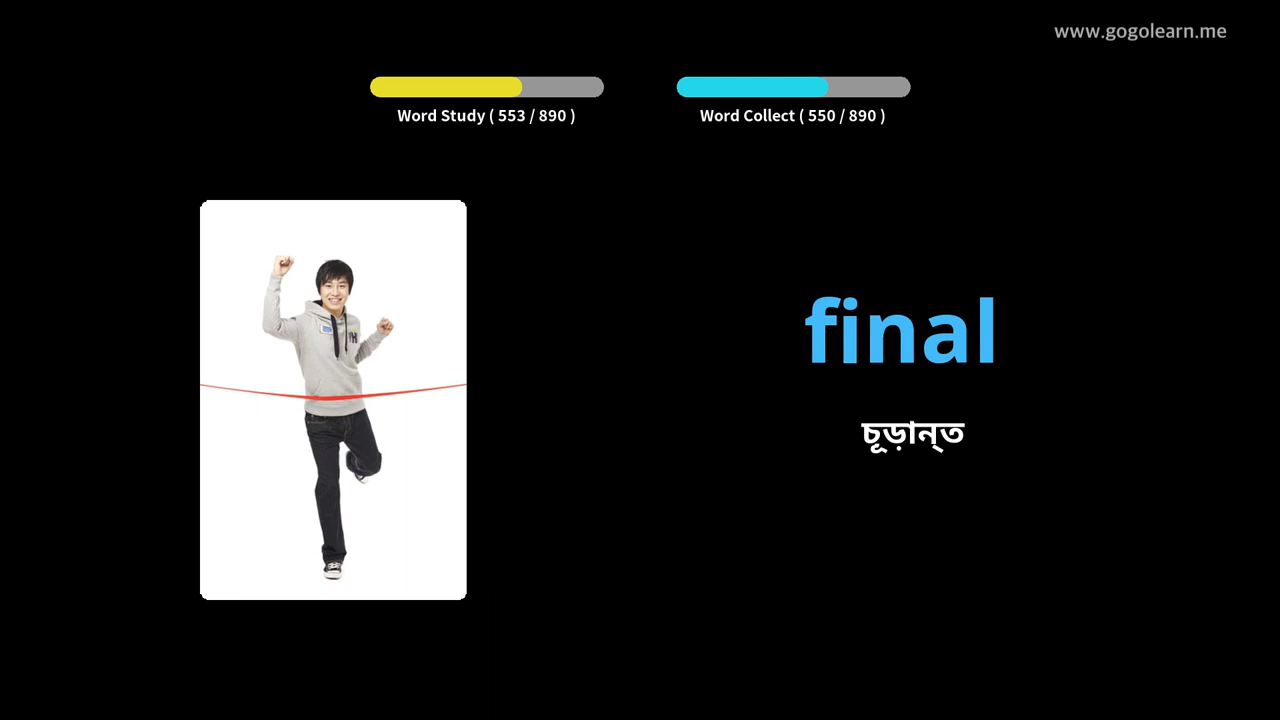 www.gogolearn.me
Word Study ( 553 / 890 )
Word Collect ( 550 / 890 )
final
চূড়ান্ত